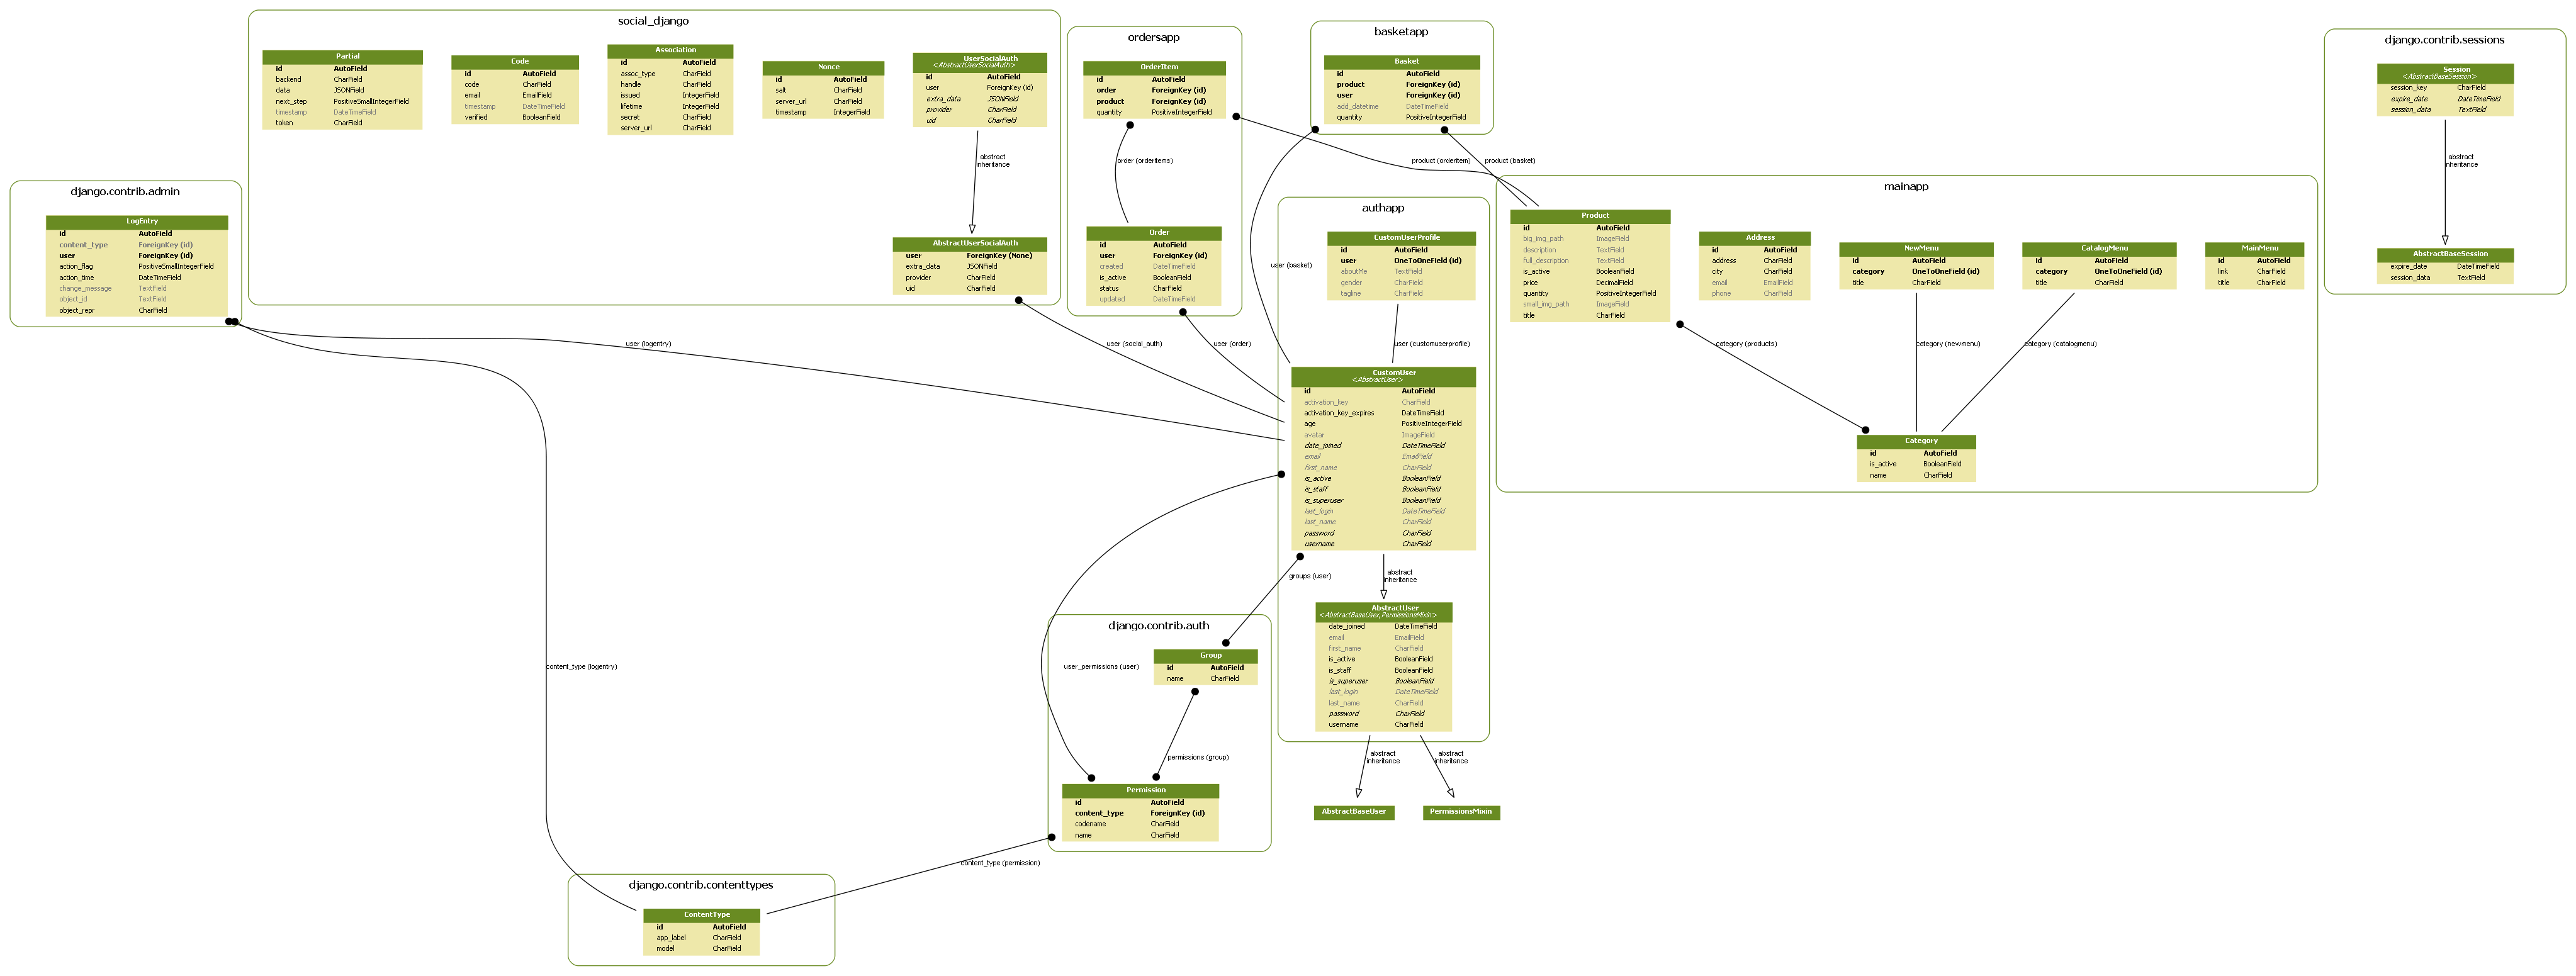 social_django
Partial
id AutoField
backend CharField
data JSONField
next_step PositiveSmallIntegerField
timestamp DateTimeField
token CharField
Code
id AutoField
code CharField
email EmailField
timestamp DateTimeField
verified BooleanField
Association
id AutoField
assoc_type CharField
handle CharField
issued IntegerField
lifetime IntegerField
secret CharField
server_url CharField
Nonce
id AutoField
salt CharField
server_url CharField
timestamp IntegerField
UserSocialAuth
<AbstractUserSocialAuth>
id AutoField
user ForeignKey (id)
extra_data JSONField
provider CharField
uid CharField
abstract
inheritance
AbstractUserSocialAuth
user ForeignKey (None)
extra_data JSONField
provider CharField
uid CharField
ordersapp
OrderItem
id AutoField
order ForeignKey (id)
product ForeignKey (id)
quantity PositiveIntegerField
order (orderitems)
Order
id AutoField
user ForeignKey (id)
created DateTimeField
is_active BooleanField
status CharField
updated DateTimeField
basketapp
Basket
id AutoField
product ForeignKey (id)
user ForeignKey (id)
add_datetime DateTimeField
quantity PositiveIntegerField
product (orderitem)
product (basket)
django.contrib.sessions
Session
<AbstractBaseSession>
session_key CharField
expire_date DateTimeField
session_data TextField
abstract
inheritance
AbstractBaseSession
expire_date DateTimeField
session_data TextField
django.contrib.admin
LogEntry
id AutoField
content_type ForeignKey (id)
user ForeignKey (id)
action_flag PositiveSmallIntegerField
action_time DateTimeField
change_message TextField
object_id TextField
object_repr CharField
mainapp
Product
id AutoField
big_img_path ImageField
description TextField
full_description TextField
is_active BooleanField
price DecimalField
quantity PositiveIntegerField
small_img_path ImageField
title CharField
Address
id AutoField
address CharField
city CharField
email EmailField
phone CharField
NewMenu
id AutoField
category OneToOneField (id)
title CharField
CatalogMenu
id AutoField
category OneToOneField (id)
title CharField
MainMenu
id AutoField
link CharField
title CharField
category (products)
category (newmenu)
category (catalogmenu)
Category
id AutoField
is_active BooleanField
name CharField
authapp
CustomUserProfile
id AutoField
user OneToOneField (id)
aboutMe TextField
gender CharField
tagline CharField
user (basket)
user (logentry)
user (social_auth)
user (order)
user (customuserprofile)
CustomUser
<AbstractUser>
id AutoField
activation_key CharField
activation_key_expires DateTimeField
age PositiveIntegerField
avatar ImageField
date_joined DateTimeField
email EmailField
first_name CharField
is_active BooleanField
is_staff BooleanField
is_superuser BooleanField
last_login DateTimeField
last_name CharField
password CharField
username CharField
groups (user)
abstract
inheritance
AbstractUser
<AbstractBaseUser,PermissionsMixin>
date_joined DateTimeField
email EmailField
first_name CharField
is_active BooleanField
is_staff BooleanField
is_superuser BooleanField
last_login DateTimeField
last_name CharField
password CharField
username CharField
abstract
inheritance
abstract
inheritance
AbstractBaseUser
PermissionsMixin
django.contrib.auth
Group
id AutoField
name CharField
content_type (logentry)
user_permissions (user)
permissions (group)
Permission
id AutoField
content_type ForeignKey (id)
codename CharField
name CharField
content_type (permission)
django.contrib.contenttypes
ContentType
id AutoField
app_label CharField
model CharField